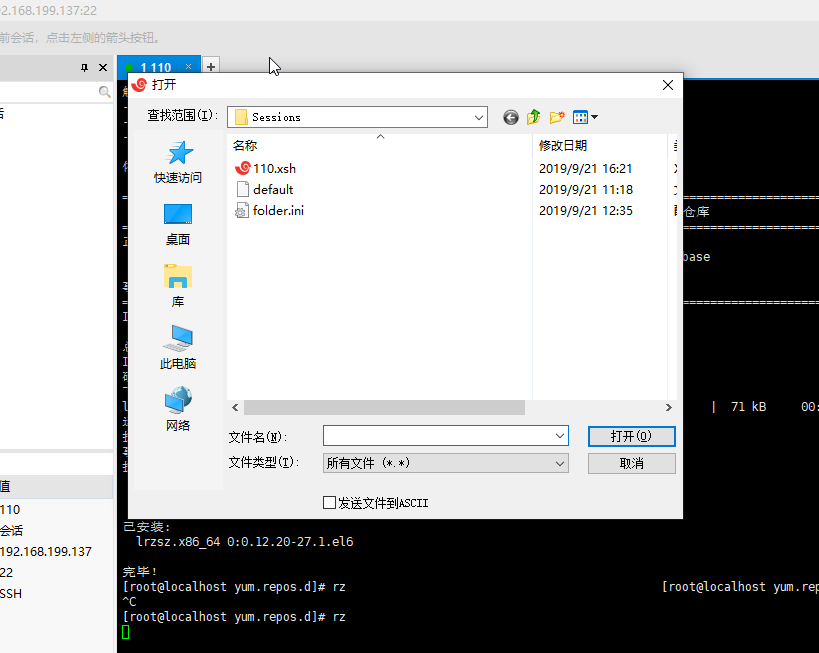 92.168.199.137:22
前会话，点击左侧的箭头按钮。
1 110 × +
打开
查找范围(I): Sessions
快速访问
桌面
库
此电脑
网络
名称 修改日期
110.xsh 2019/9/21 16:21
default 2019/9/21 11:18
folder.ini 2019/9/21 12:35
文件名(N): 打开(O)
文件类型(T): 所有文件 (*.*) 取消
发送文件到ASCII
仓库
base
| 71 kB 00:
值
110
会话
192.168.199.137
22
SSH
已安装:
lrzsz.x86_64 0:0.12.20-27.1.el6
完毕！
[root@localhost yum.repos.d]# rz [root@localhost yum.rep
^C
[root@localhost yum.repos.d]# rz